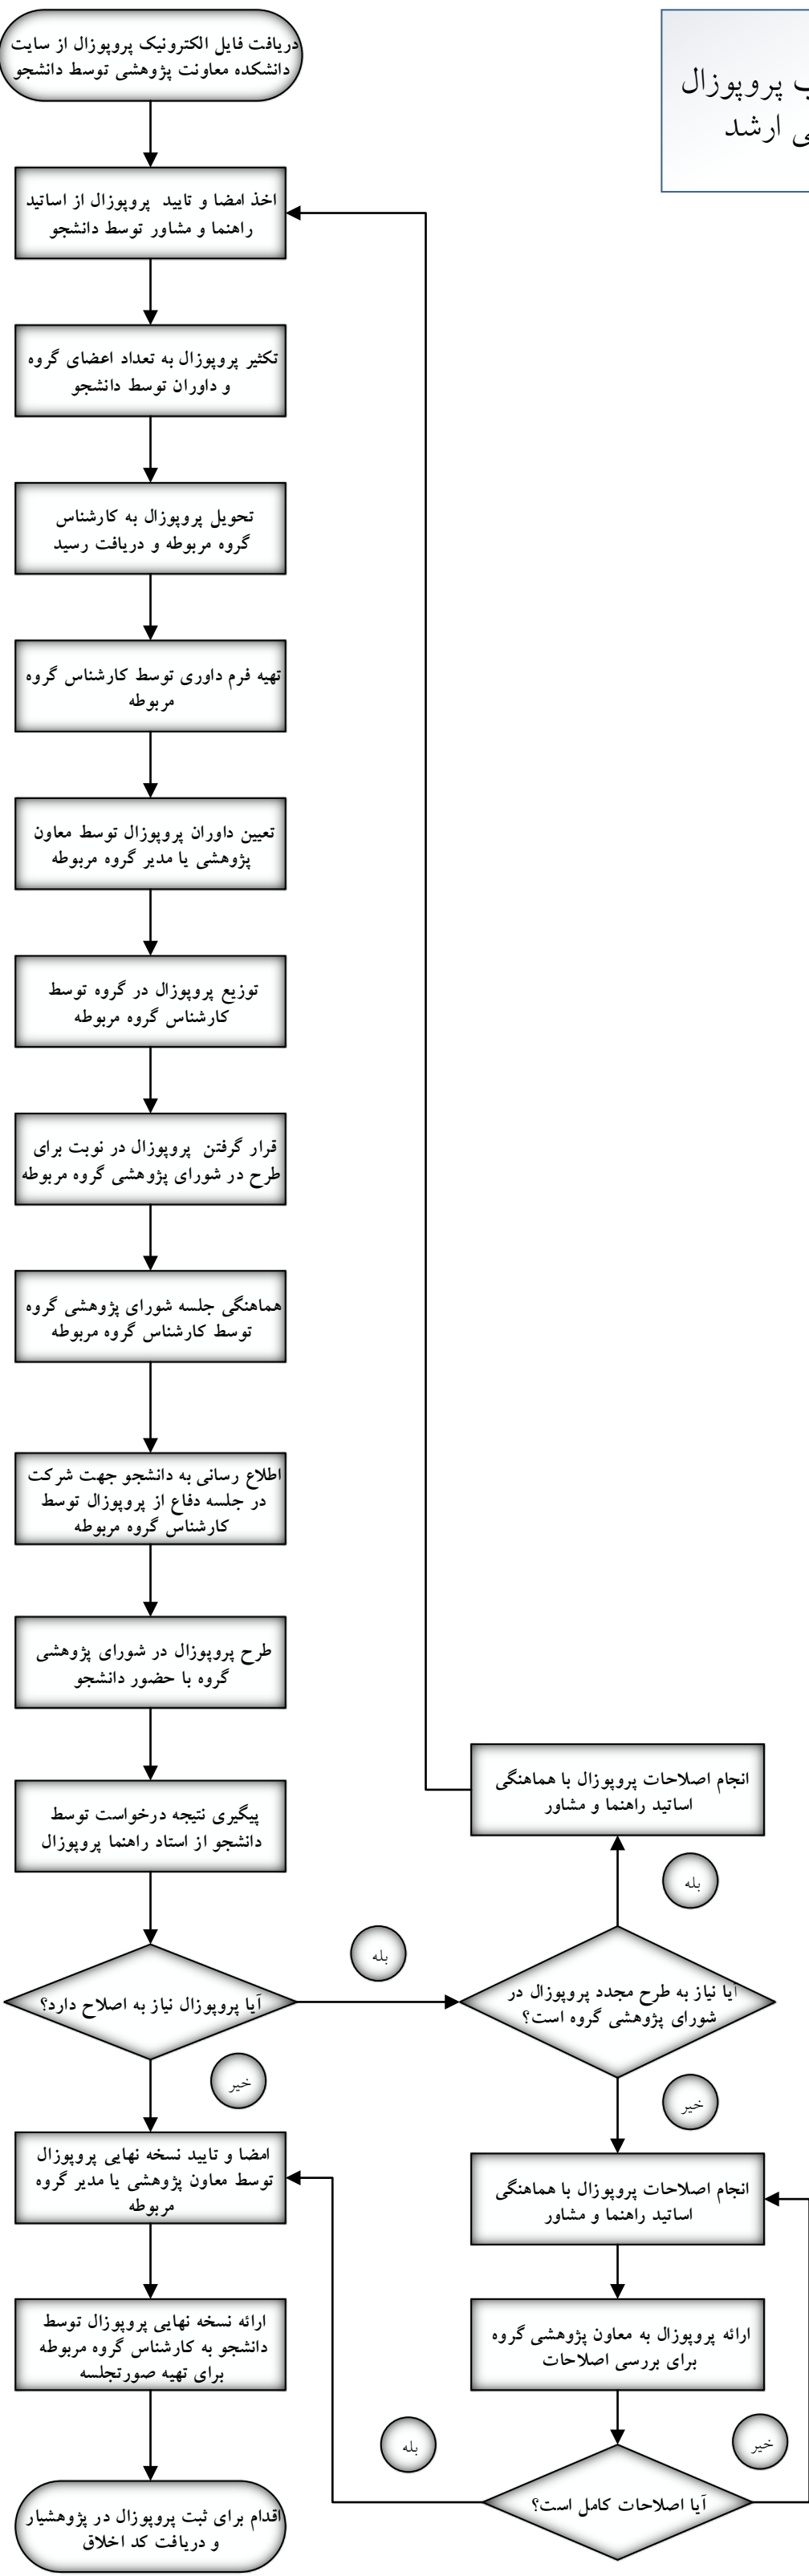 ب پروپوزال
ی ارشد
دریافت فایل الکترونیک پروپوزال از سایت
دانشکده معاونت پژوهشی توسط دانشجو
اخذ امضا و تایید پروپوزال از اساتید
راهنما و مشاور توسط دانشجو
تکثیر پروپوزال به تعداد اعضای گروه
و داوران توسط دانشجو
تحویل پروپوزال به کارشناس
گروه مربوطه و دریافت رسید
تهیه فرم داوری توسط کارشناس گروه
مربوطه
تعیین داوران پروپوزال توسط معاون
پژوهشی یا مدیر گروه مربوطه
توزیع پروپوزال در گروه توسط
کارشناس گروه مربوطه
قرار گرفتن پروپوزال در نوبت برای
طرح در شورای پژوهشی گروه مربوطه
هماهنگی جلسه شورای پژوهشی گروه
توسط کارشناس گروه مربوطه
اطلاع رسانی به دانشجو جهت شرکت
در جلسه دفاع از پروپوزال توسط
کارشناس گروه مربوطه
طرح پروپوزال در شورای پژوهشی
گروه با حضور دانشجو
پیگیری نتیجه درخواست توسط
دانشجو از استاد راهنما پروپوزال
آیا پروپوزال نیاز به اصلاح دارد؟
بله
آیا نیاز به طرح مجدد پروپوزال در
شورای پژوهشی گروه است؟
بله
انجام اصلاحات پروپوزال با هماهنگی
اساتید راهنما و مشاور
خیر
انجام اصلاحات پروپوزال با هماهنگی
اساتید راهنما و مشاور
ارائه پروپوزال به معاون پژوهشی گروه
برای بررسی اصلاحات
آیا اصلاحات کامل است؟
خیر
بله
خیر
امضا و تایید نسخه نهایی پروپوزال
توسط معاون پژوهشی یا مدیر گروه
مربوطه
ارائه نسخه نهایی پروپوزال توسط
دانشجو به کارشناس گروه مربوطه
برای تهیه صورتجلسه
اقدام برای ثبت پروپوزال در پژوهشیار
و دریافت کد اخلاق